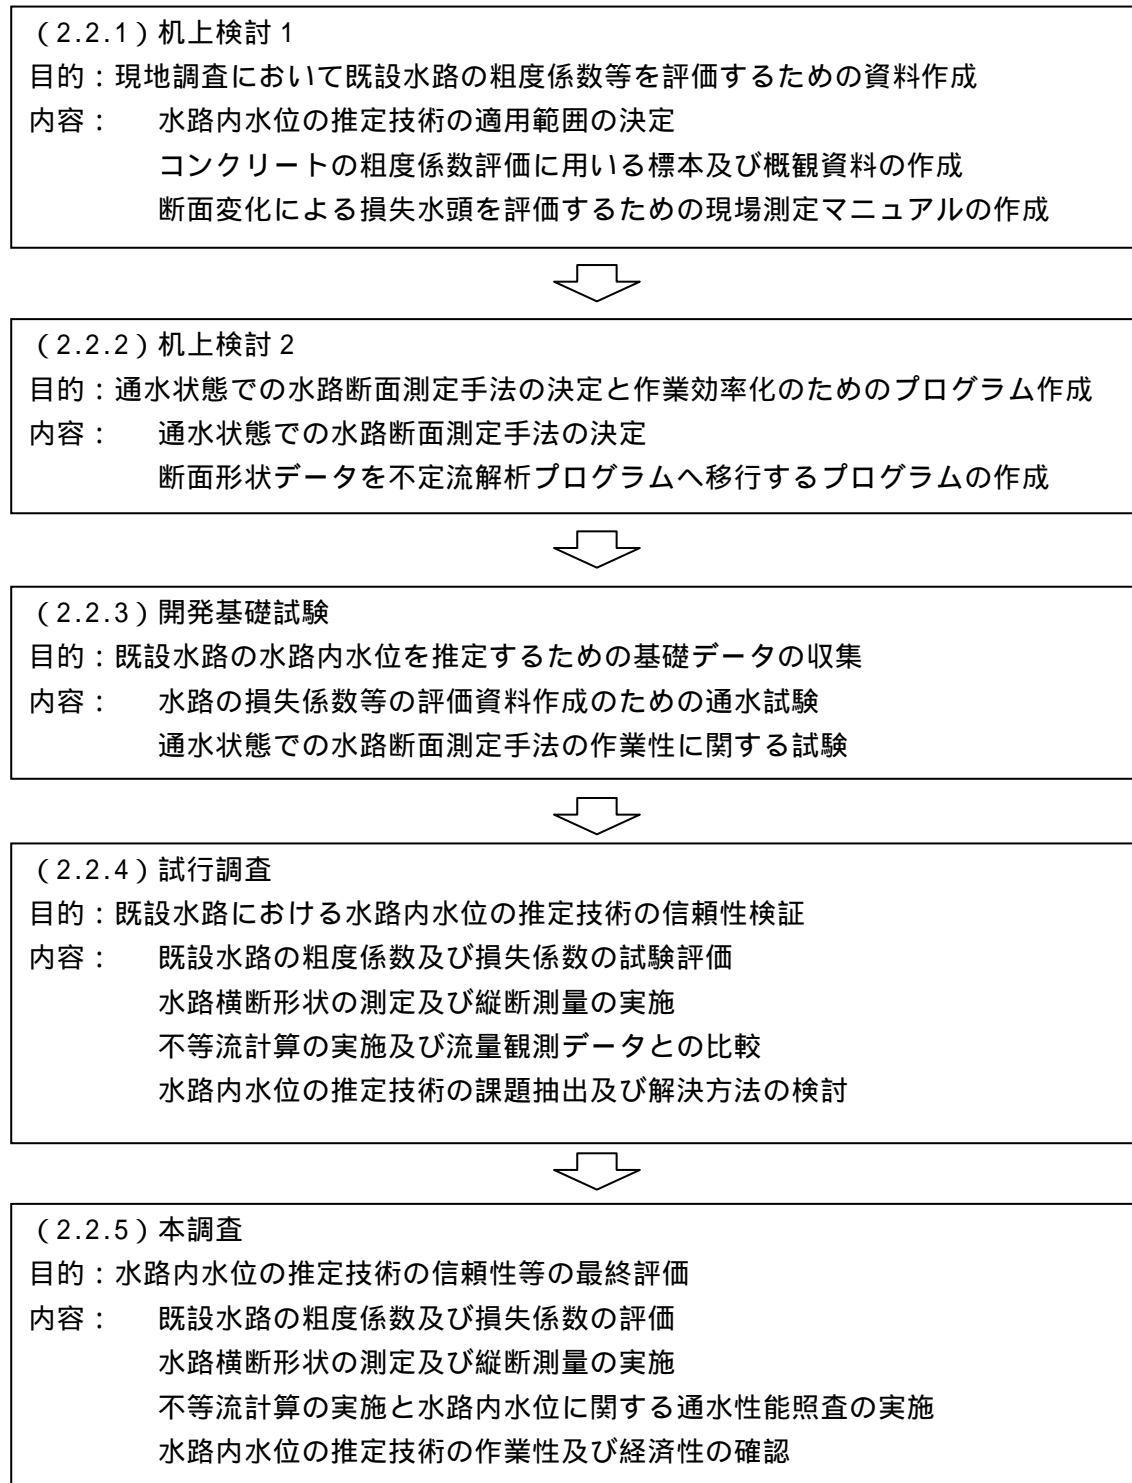 （2.2.1）机上検討1
目的：現地調査において既設水路の粗度係数等を評価するための資料作成
内容：　水路内水位の推定技術の適用範囲の決定
コンクリートの粗度係数評価に用いる標本及び概観資料の作成
断面変化による損失水頭を評価するための現場測定マニュアルの作成
（2.2.2）机上検討2
目的：通水状態での水路断面測定手法の決定と作業効率化のためのプログラム作成
内容：　通水状態での水路断面測定手法の決定
断面形状データを不定流解析プログラムへ移行するプログラムの作成
（2.2.3）開発基礎試験
目的：既設水路の水路内水位を推定するための基礎データの収集
内容：　水路の損失係数等の評価資料作成のための通水試験
通水状態での水路断面測定手法の作業性に関する試験
（2.2.4）試行調査
目的：既設水路における水路内水位の推定技術の信頼性検証
内容：　既設水路の粗度係数及び損失係数の試験評価
水路横断形状の測定及び縦断測量の実施
不等流計算の実施及び流量観測データとの比較
水路内水位の推定技術の課題抽出及び解決方法の検討
（2.2.5）本調査
目的：水路内水位の推定技術の信頼性等の最終評価
内容：　既設水路の粗度係数及び損失係数の評価
水路横断形状の測定及び縦断測量の実施
不等流計算の実施と水路内水位に関する通水性能照査の実施
水路内水位の推定技術の作業性及び経済性の確認